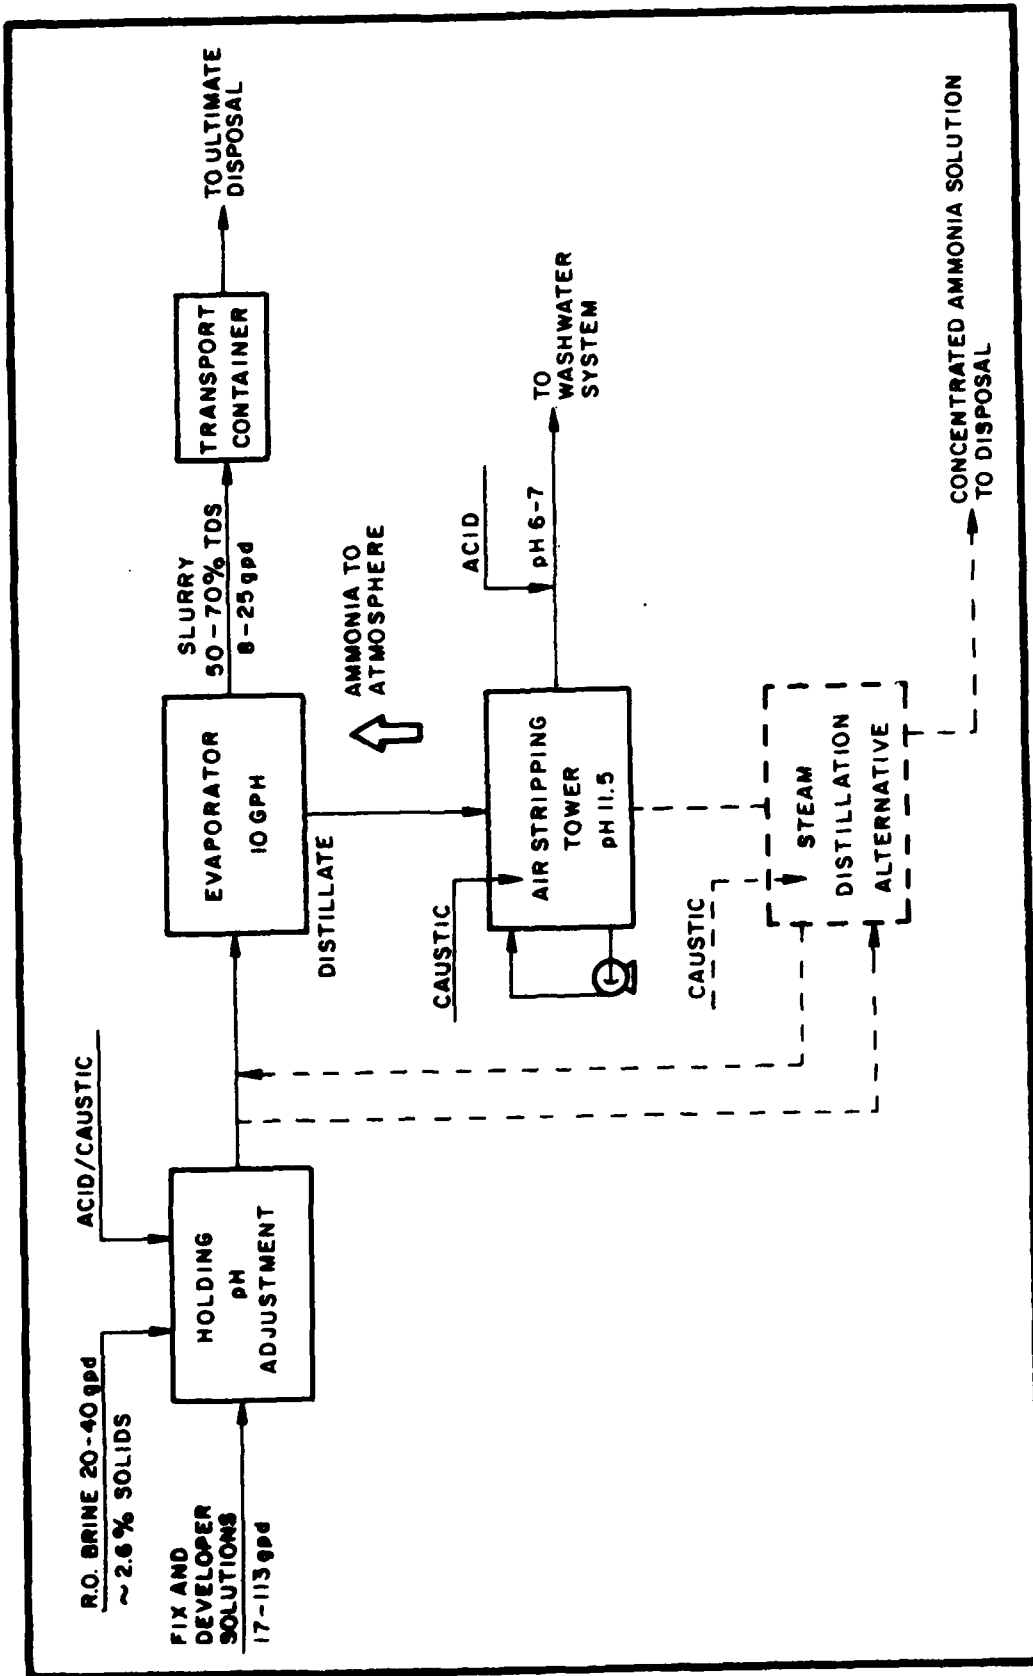 R.O. BRINE 20-40 gpd
~ 2.6 % SOLIDS
ACID/CAUSTIC
FIX AND
DEVELOPER
SOLUTIONS
17-113 gpd
HOLDING
pH
ADJUSTMENT
EVAPORATOR
10 GPH
SLURRY
50-70% TDS
8-25 gpd
TRANSPORT
CONTAINER
TO ULTIMATE
DISPOSAL
DISTILLATE
AMMONIA TO
ATMOSPHERE
CAUSTIC
AIR STRIPPING
TOWER
pH 11.5
ACID
pH 6-7
TO
WASHWATER
SYSTEM
CAUSTIC
STEAM
DISTILLATION
ALTERNATIVE
CONCENTRATED AMMONIA SOLUTION
TO DISPOSAL